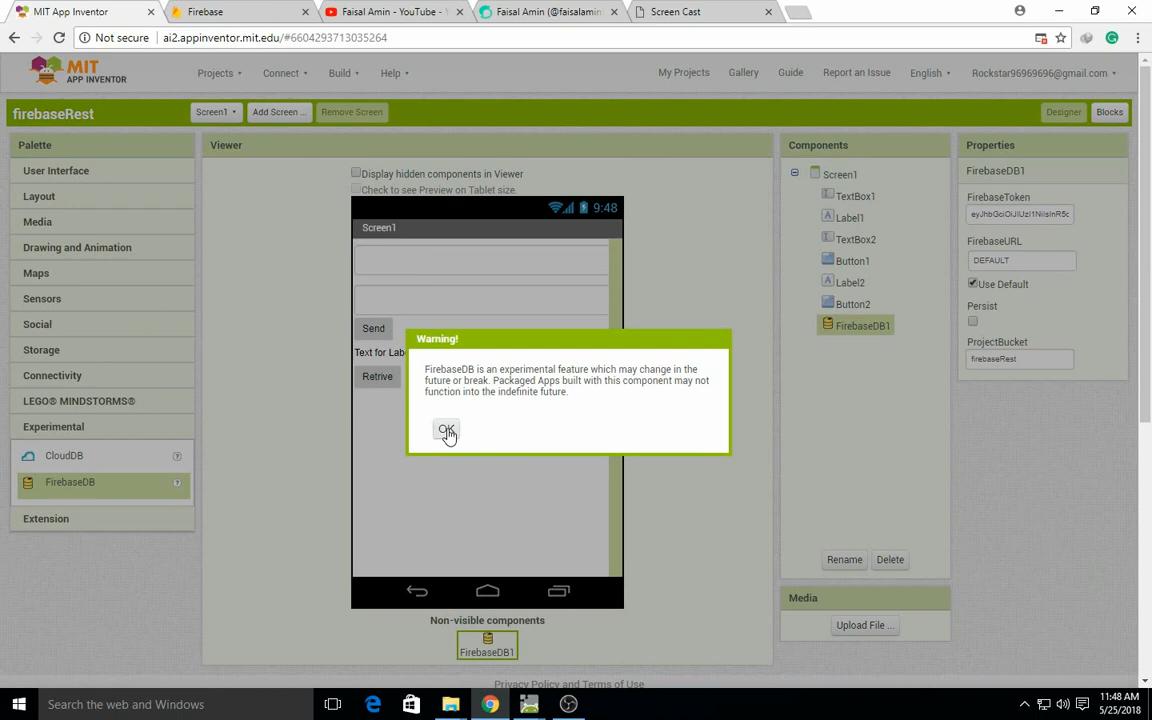 MIT App Inventor
Firebase
Faisal Amin - YouTube -
Faisal Amin (@faisalamin
Screen Cast
Not secure ai2.appinventor.mit.edu/#6604293713035264
MIT APP INVENTOR
Projects Connect Build Help My Projects Gallery Guide Report an Issue English Rockstar96969696@gmail.com
firebaseRest Screen1 Add Screen ... Remove Screen Designer Blocks
Palette
User Interface
Layout
Media
Drawing and Animation
Maps
Sensors
Social
Storage
Connectivity
LEGO® MINDSTORMS®
Experimental
CloudDB ?
FirebaseDB ?
Extension
Viewer
Display hidden components in Viewer
Check to see Preview on Tablet size.
9:48
Screen1
Send
Text for Lab
Retrive
Warning!
FirebaseDB is an experimental feature which may change in the
future or break. Packaged Apps built with this component may not
function into the indefinite future.
OK
Non-visible components
FirebaseDB1
Components
Screen1
TextBox1
Label1
TextBox2
Button1
Label2
Button2
FirebaseDB1
Rename Delete
Media
Upload File ...
Properties
FirebaseDB1
FirebaseToken
FirebaseURL
DEFAULT
Use Default
Persist
ProjectBucket
firebaseRest
Privacy Policy and Terms of Use
Search the web and Windows
11:48 AM
5/25/2018